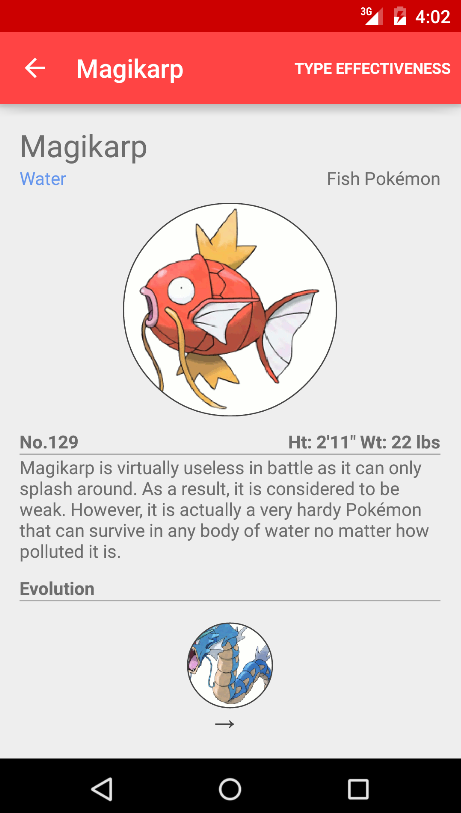 3G 4:02
Magikarp TYPE EFFECTIVENESS
Magikarp
Water Fish Pokémon
No.129 Ht: 2'11" Wt: 22 lbs
Magikarp is virtually useless in battle as it can only
splash around. As a result, it is considered to be
weak. However, it is actually a very hardy Pokémon
that can survive in any body of water no matter how
polluted it is.
Evolution